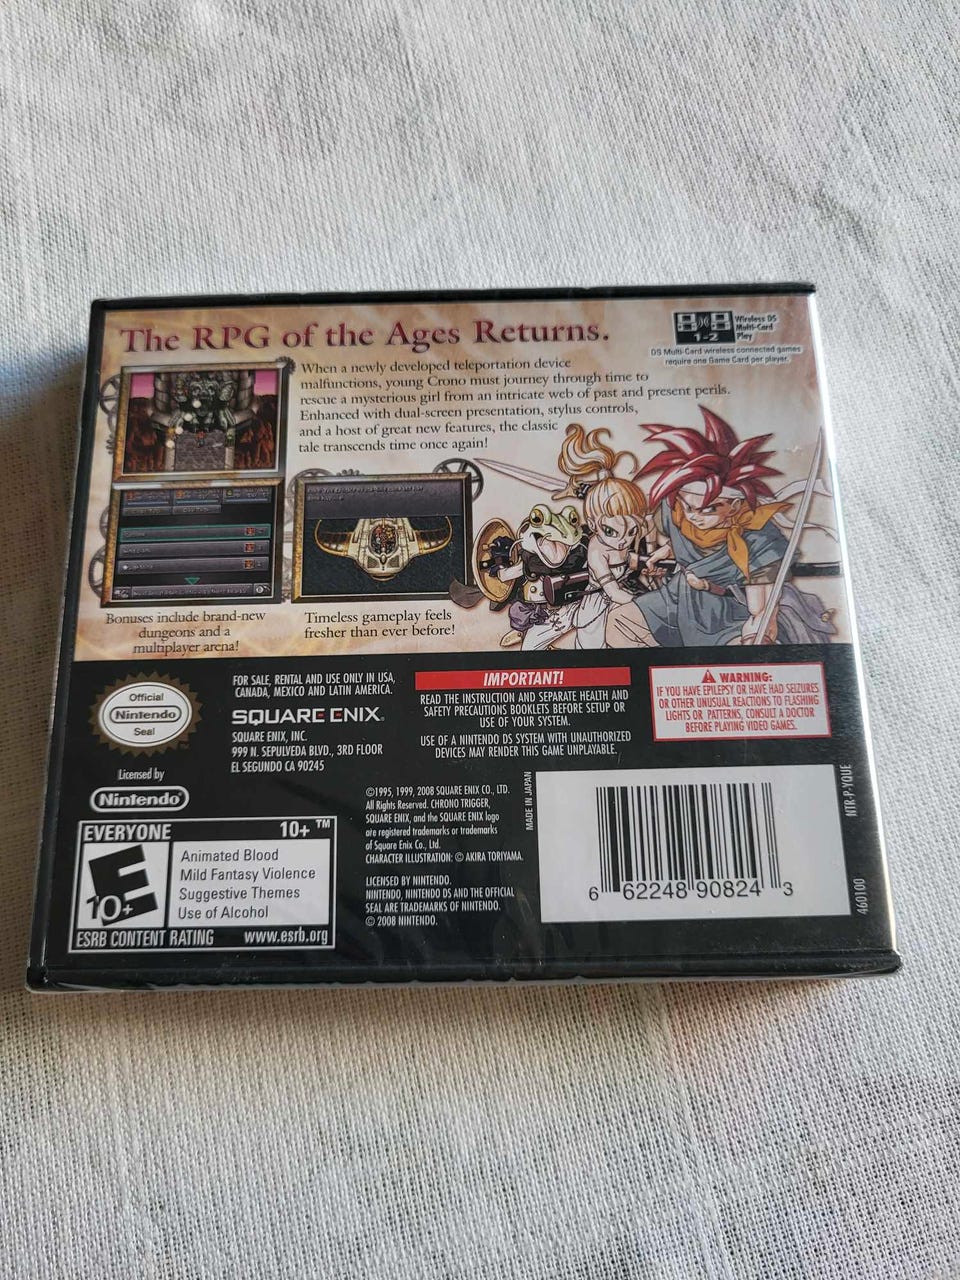 The RPG of the Ages Returns.
1-2
Wireless DS
Multi-Card
Play
DS Multi-Card wireless connected games
require one Game Card per player.
When a newly developed teleportation device
malfunctions, young Crono must journey through time to
rescue a mysterious girl from an intricate web of past and present perils.
Enhanced with dual-screen presentation, stylus controls,
and a host of great new features, the classic
tale transcends time once again!
Bonuses include brand-new
dungeons and a
multiplayer arena!
Timeless gameplay feels
fresher than ever before!
Official
Nintendo
Seal
Licensed by
Nintendo
FOR SALE, RENTAL AND USE ONLY IN USA,
CANADA, MEXICO AND LATIN AMERICA.
SQUARE ENIX.
SQUARE ENIX, INC.
999 N. SEPULVEDA BLVD., 3RD FLOOR
EL SEGUNDO CA 90245
IMPORTANT!
READ THE INSTRUCTION AND SEPARATE HEALTH AND
SAFETY PRECAUTIONS BOOKLETS BEFORE SETUP OR
USE OF YOUR SYSTEM.
USE OF A NINTENDO DS SYSTEM WITH UNAUTHORIZED
DEVICES MAY RENDER THIS GAME UNPLAYABLE.
WARNING:
IF YOU HAVE EPILEPSY OR HAVE HAD SEIZURES
OR OTHER UNUSUAL REACTIONS TO FLASHING
LIGHTS OR PATTERNS, CONSULT A DOCTOR
BEFORE PLAYING VIDEO GAMES.
EVERYONE 10+ ™
E
10+
Animated Blood
Mild Fantasy Violence
Suggestive Themes
Use of Alcohol
ESRB CONTENT RATING www.esrb.org
©1995, 1999, 2008 SQUARE ENIX CO., LTD.
All Rights Reserved. CHRONO TRIGGER,
SQUARE ENIX, and the SQUARE ENIX logo
are registered trademarks or trademarks
of Square Enix Co., Ltd.
CHARACTER ILLUSTRATION: © AKIRA TORIYAMA.
LICENSED BY NINTENDO.
NINTENDO, NINTENDO DS AND THE OFFICIAL
SEAL ARE TRADEMARKS OF NINTENDO.
© 2008 NINTENDO.
MADE IN JAPAN
6 62248 90824 3
NTR-P-YQUE
460100